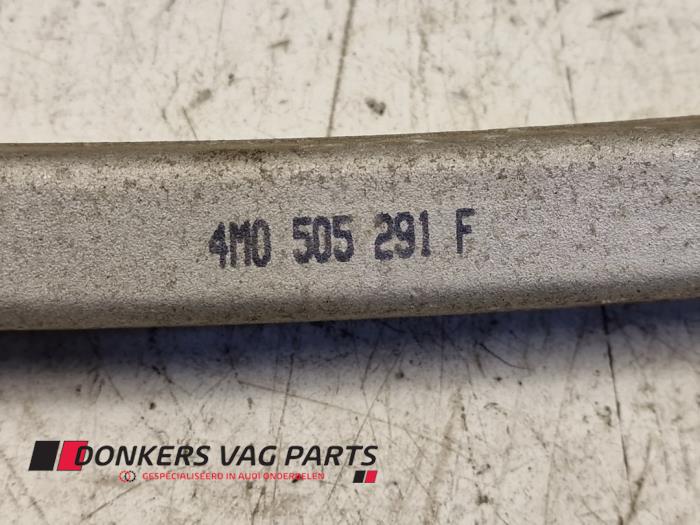 4M0 505 291 F
DONKERS VAG PARTS
GESPECIALISEERD IN AUDI ONDERDELEN